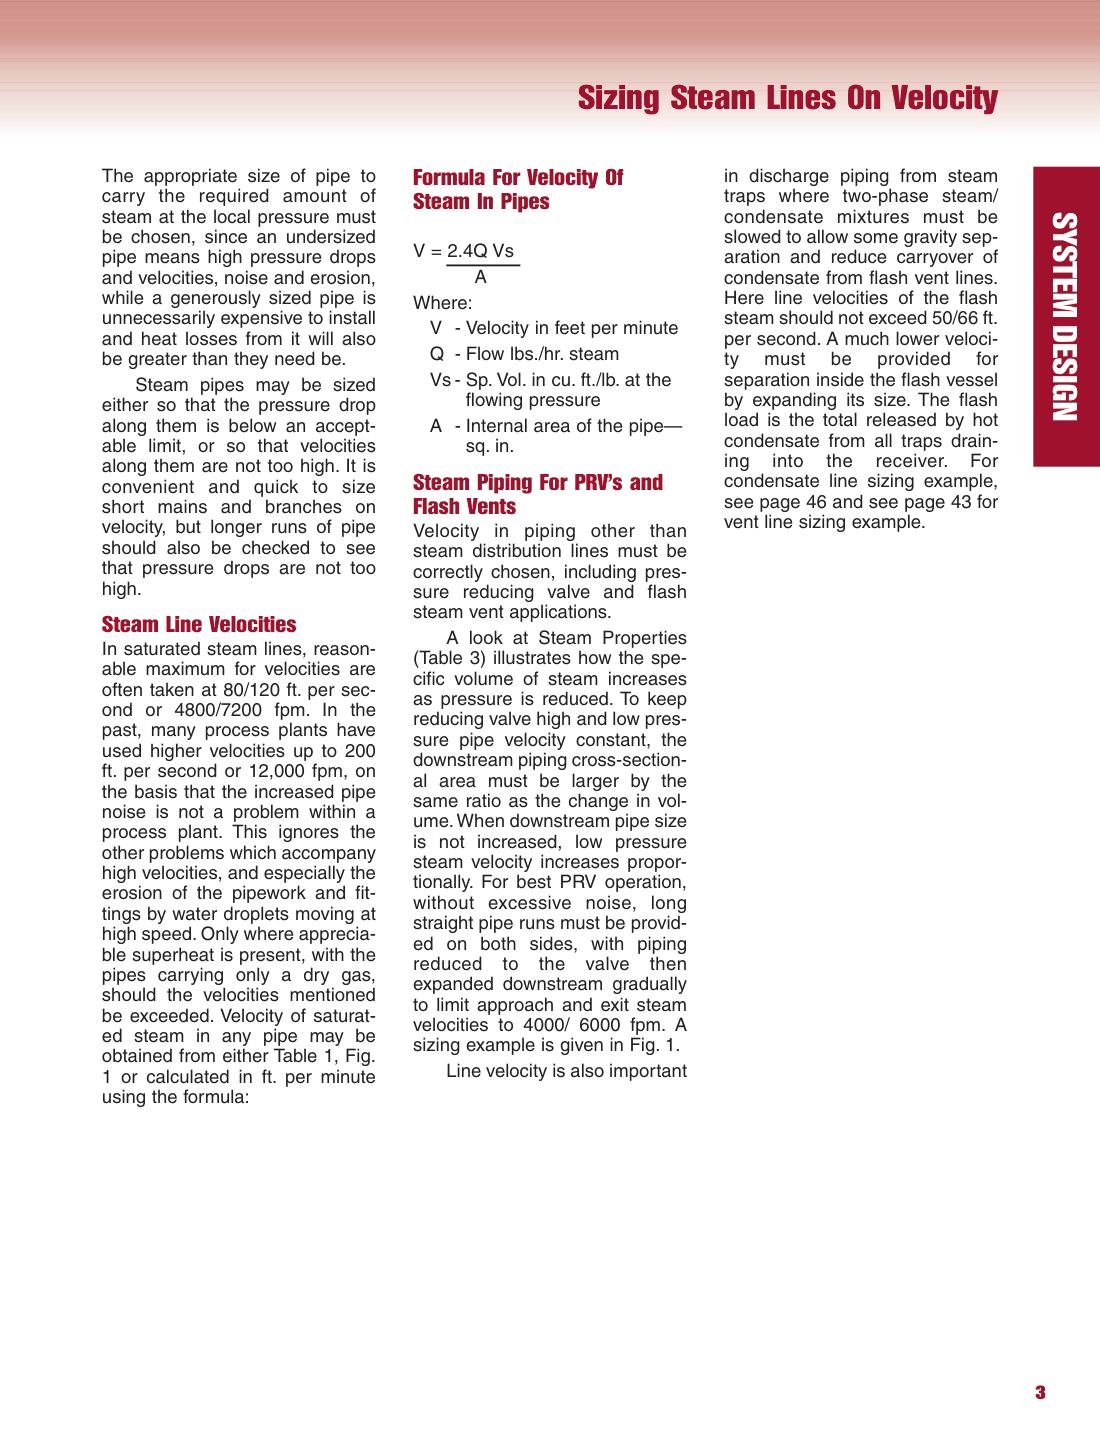 Sizing Steam Lines On Velocity
The appropriate size of pipe to
carry the required amount of
steam at the local pressure must
be chosen, since an undersized
pipe means high pressure drops
and velocities, noise and erosion,
while a generously sized pipe is
unnecessarily expensive to install
and heat losses from it will also
be greater than they need be.
Steam pipes may be sized
either so that the pressure drop
along them is below an accept-
able limit, or so that velocities
along them are not too high. It is
convenient and quick to size
short mains and branches on
velocity, but longer runs of pipe
should also be checked to see
that pressure drops are not too
high.
Steam Line Velocities
In saturated steam lines, reason-
able maximum for velocities are
often taken at 80/120 ft. per sec-
ond or 4800/7200 fpm. In the
past, many process plants have
used higher velocities up to 200
ft. per second or 12,000 fpm, on
the basis that the increased pipe
noise is not a problem within a
process plant. This ignores the
other problems which accompany
high velocities, and especially the
erosion of the pipework and fit-
tings by water droplets moving at
high speed. Only where apprecia-
ble superheat is present, with the
pipes carrying only a dry gas,
should the velocities mentioned
be exceeded. Velocity of saturat-
ed steam in any pipe may be
obtained from either Table 1, Fig.
1 or calculated in ft. per minute
using the formula:
Formula For Velocity Of
Steam In Pipes
V = 2.4Q Vs
A
Where:
V - Velocity in feet per minute
Q - Flow lbs./hr. steam
Vs - Sp. Vol. in cu. ft./lb. at the
flowing pressure
A - Internal area of the pipe—
sq. in.
Steam Piping For PRV’s and
Flash Vents
Velocity in piping other than
steam distribution lines must be
correctly chosen, including pres-
sure reducing valve and flash
steam vent applications.
A look at Steam Properties
(Table 3) illustrates how the spe-
cific volume of steam increases
as pressure is reduced. To keep
reducing valve high and low pres-
sure pipe velocity constant, the
downstream piping cross-section-
al area must be larger by the
same ratio as the change in vol-
ume. When downstream pipe size
is not increased, low pressure
steam velocity increases propor-
tionally. For best PRV operation,
without excessive noise, long
straight pipe runs must be provid-
ed on both sides, with piping
reduced to the valve then
expanded downstream gradually
to limit approach and exit steam
velocities to 4000/ 6000 fpm. A
sizing example is given in Fig. 1.
Line velocity is also important
in discharge piping from steam
traps where two-phase steam/
condensate mixtures must be
slowed to allow some gravity sep-
aration and reduce carryover of
condensate from flash vent lines.
Here line velocities of the flash
steam should not exceed 50/66 ft.
per second. A much lower veloci-
ty must be provided for
separation inside the flash vessel
by expanding its size. The flash
load is the total released by hot
condensate from all traps drain-
ing into the receiver. For
condensate line sizing example,
see page 46 and see page 43 for
vent line sizing example.
SYSTEM DESIGN
3